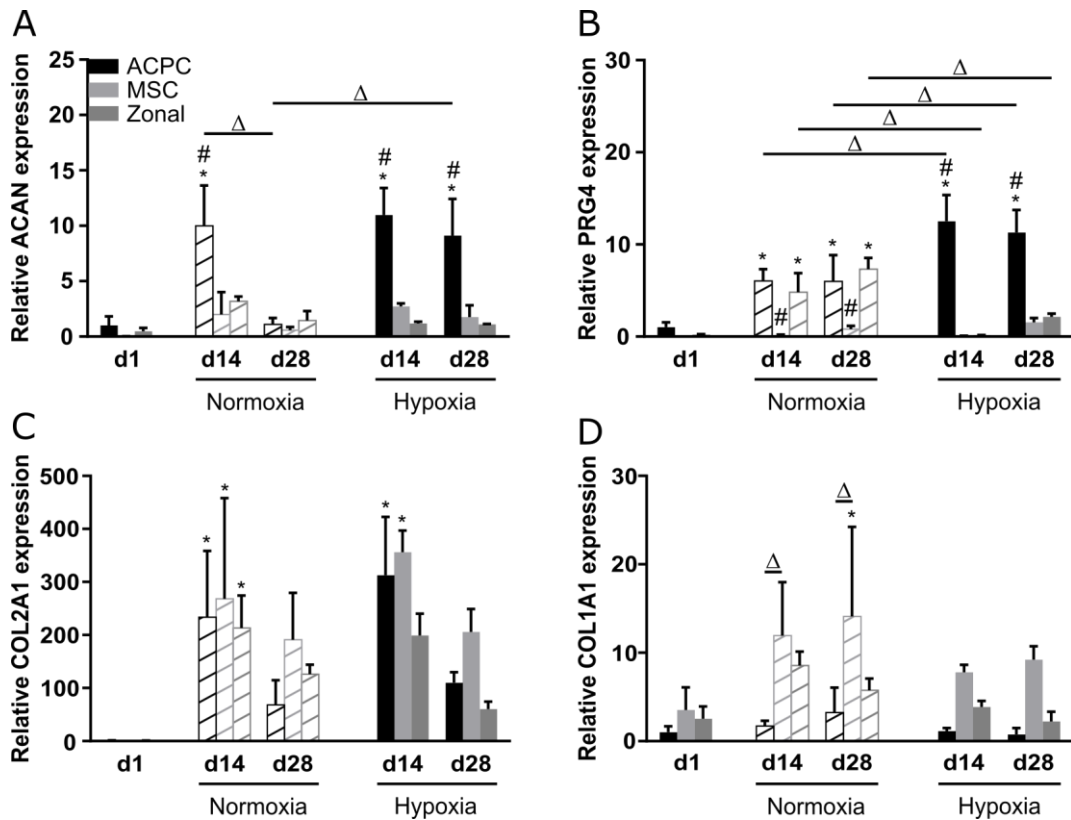 A
Relative ACAN expression
25
20
15
10
5
0
ACPC
MSC
Zonal
Δ
Δ
#
*
#
*
#
*
d1
d14
d28
d14
d28
Normoxia
Hypoxia
B
Relative PRG4 expression
30
20
10
0
Δ
Δ
Δ
Δ
#
*
#
*
*
*
*
*
#
#
d1
d14
d28
d14
d28
Normoxia
Hypoxia
C
Relative COL2A1 expression
500
400
300
200
100
0
*
*
*
*
*
d1
d14
d28
d14
d28
Normoxia
Hypoxia
D
Relative COL1A1 expression
30
20
10
0
Δ
Δ
*
d1
d14
d28
d14
d28
Normoxia
Hypoxia